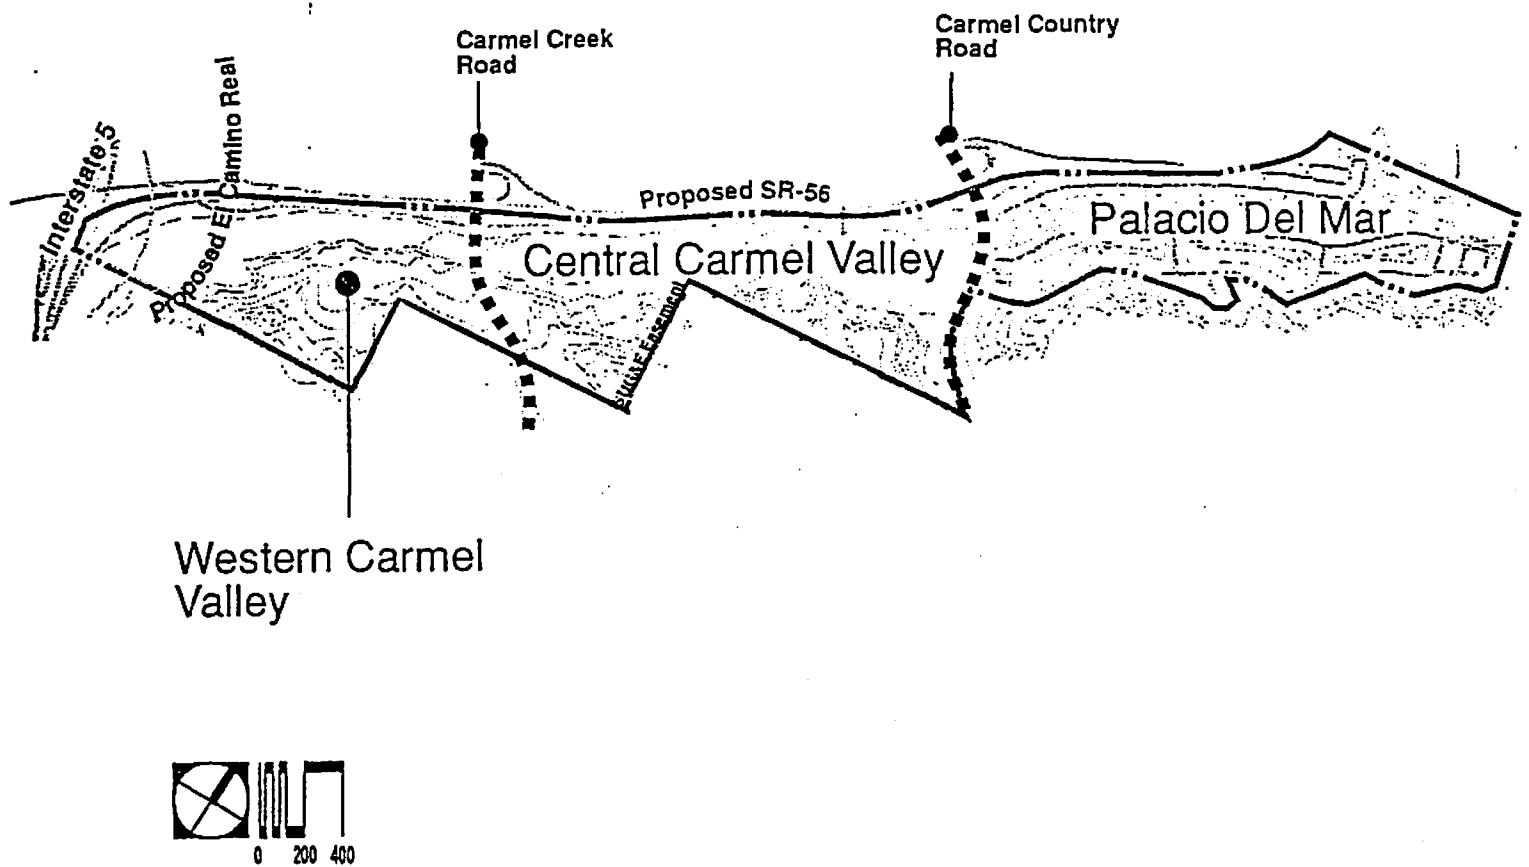 Carmel Country
Road
Carmel Creek
Road
Interstate 5
Proposed El Camino Real
Proposed SR-56
Palacio Del Mar
Central Carmel Valley
Easement
Western Carmel
Valley
0 200 400